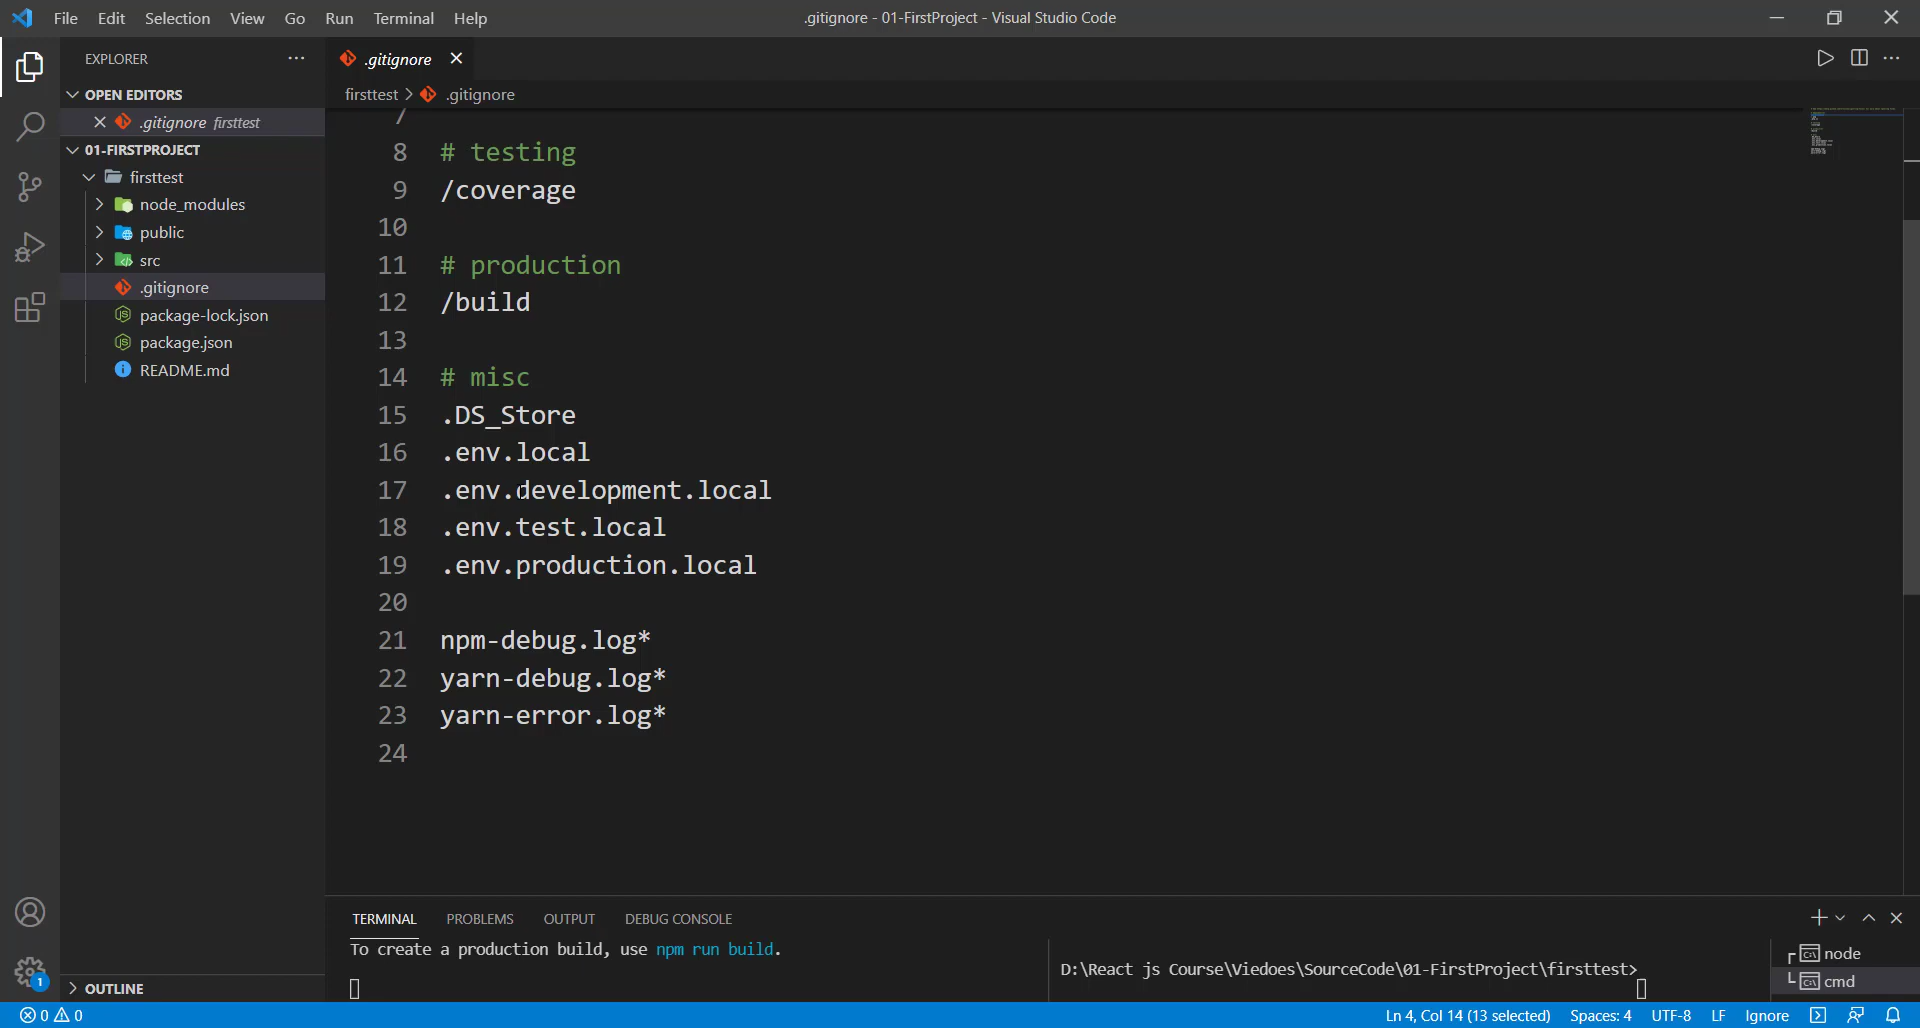 File Edit Selection View Go Run Terminal Help
.gitignore - 01-FirstProject - Visual Studio Code
EXPLORER
OPEN EDITORS
.gitignore firsttest
01-FIRSTPROJECT
firsttest
node_modules
public
src
.gitignore
package-lock.json
package.json
README.md
OUTLINE
.gitignore
firsttest > .gitignore
7
8 # testing
9 /coverage
10
11 # production
12 /build
13
14 # misc
15 .DS_Store
16 .env.local
17 .env.development.local
18 .env.test.local
19 .env.production.local
20
21 npm-debug.log*
22 yarn-debug.log*
23 yarn-error.log*
24
TERMINAL PROBLEMS OUTPUT DEBUG CONSOLE
To create a production build, use npm run build.
D:\React js Course\Viedoes\SourceCode\01-FirstProject\firsttest>
node
cmd
1
0 0
Ln 4, Col 14 (13 selected) Spaces: 4 UTF-8 LF Ignore